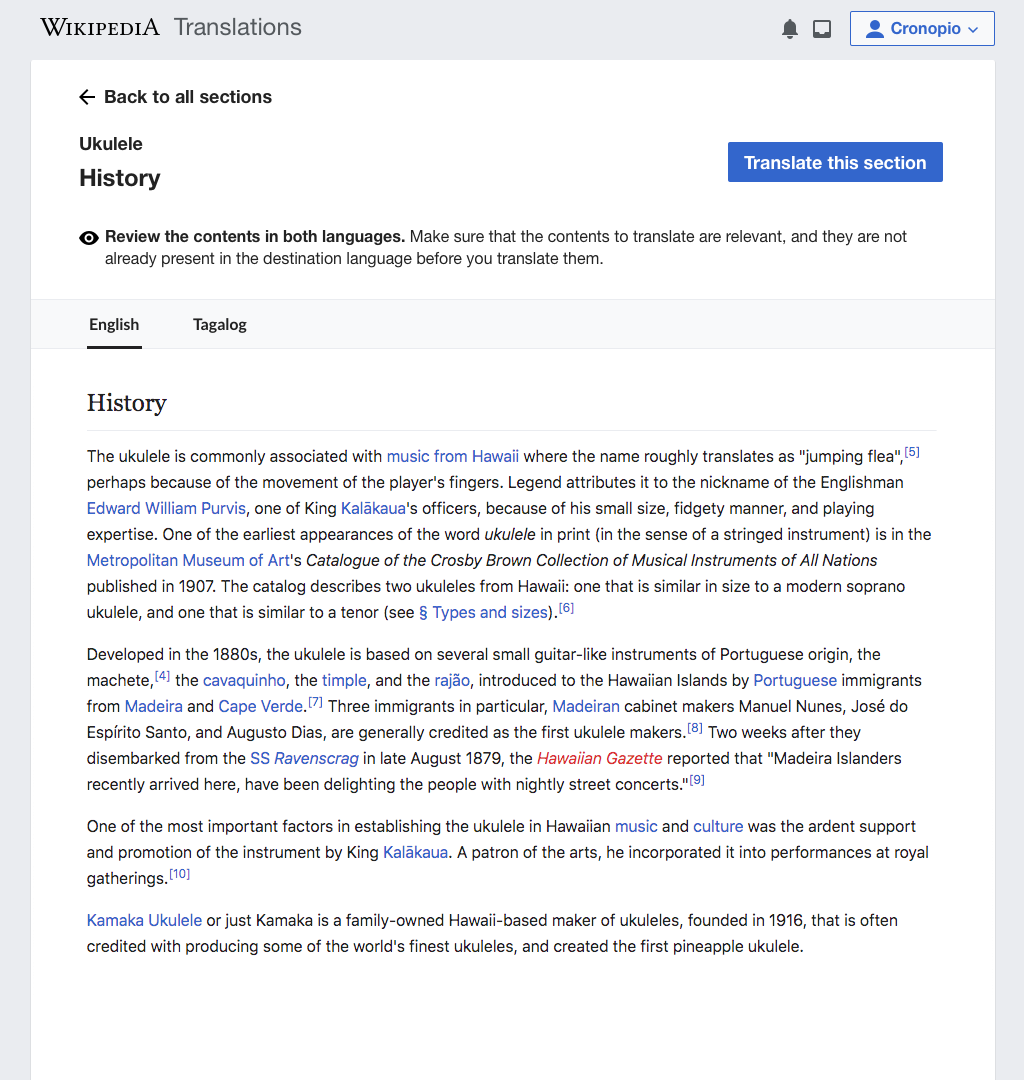 WIKIPEDIA Translations
Cronopio
Back to all sections
Ukulele
History
Translate this section
Review the contents in both languages. Make sure that the contents to translate are relevant, and they are not
already present in the destination language before you translate them.
English Tagalog
History
The ukulele is commonly associated with music from Hawaii where the name roughly translates as "jumping flea",[5]
perhaps because of the movement of the player's fingers. Legend attributes it to the nickname of the Englishman
Edward William Purvis, one of King Kalākaua's officers, because of his small size, fidgety manner, and playing
expertise. One of the earliest appearances of the word ukulele in print (in the sense of a stringed instrument) is in the
Metropolitan Museum of Art's Catalogue of the Crosby Brown Collection of Musical Instruments of All Nations
published in 1907. The catalog describes two ukuleles from Hawaii: one that is similar in size to a modern soprano
ukulele, and one that is similar to a tenor (see § Types and sizes).[6]
Developed in the 1880s, the ukulele is based on several small guitar-like instruments of Portuguese origin, the
machete,[4] the cavaquinho, the timple, and the rajão, introduced to the Hawaiian Islands by Portuguese immigrants
from Madeira and Cape Verde.[7] Three immigrants in particular, Madeiran cabinet makers Manuel Nunes, José do
Espírito Santo, and Augusto Dias, are generally credited as the first ukulele makers.[8] Two weeks after they
disembarked from the SS Ravenscrag in late August 1879, the Hawaiian Gazette reported that "Madeira Islanders
recently arrived here, have been delighting the people with nightly street concerts."[9]
One of the most important factors in establishing the ukulele in Hawaiian music and culture was the ardent support
and promotion of the instrument by King Kalākaua. A patron of the arts, he incorporated it into performances at royal
gatherings.[10]
Kamaka Ukulele or just Kamaka is a family-owned Hawaii-based maker of ukuleles, founded in 1916, that is often
credited with producing some of the world's finest ukuleles, and created the first pineapple ukulele.